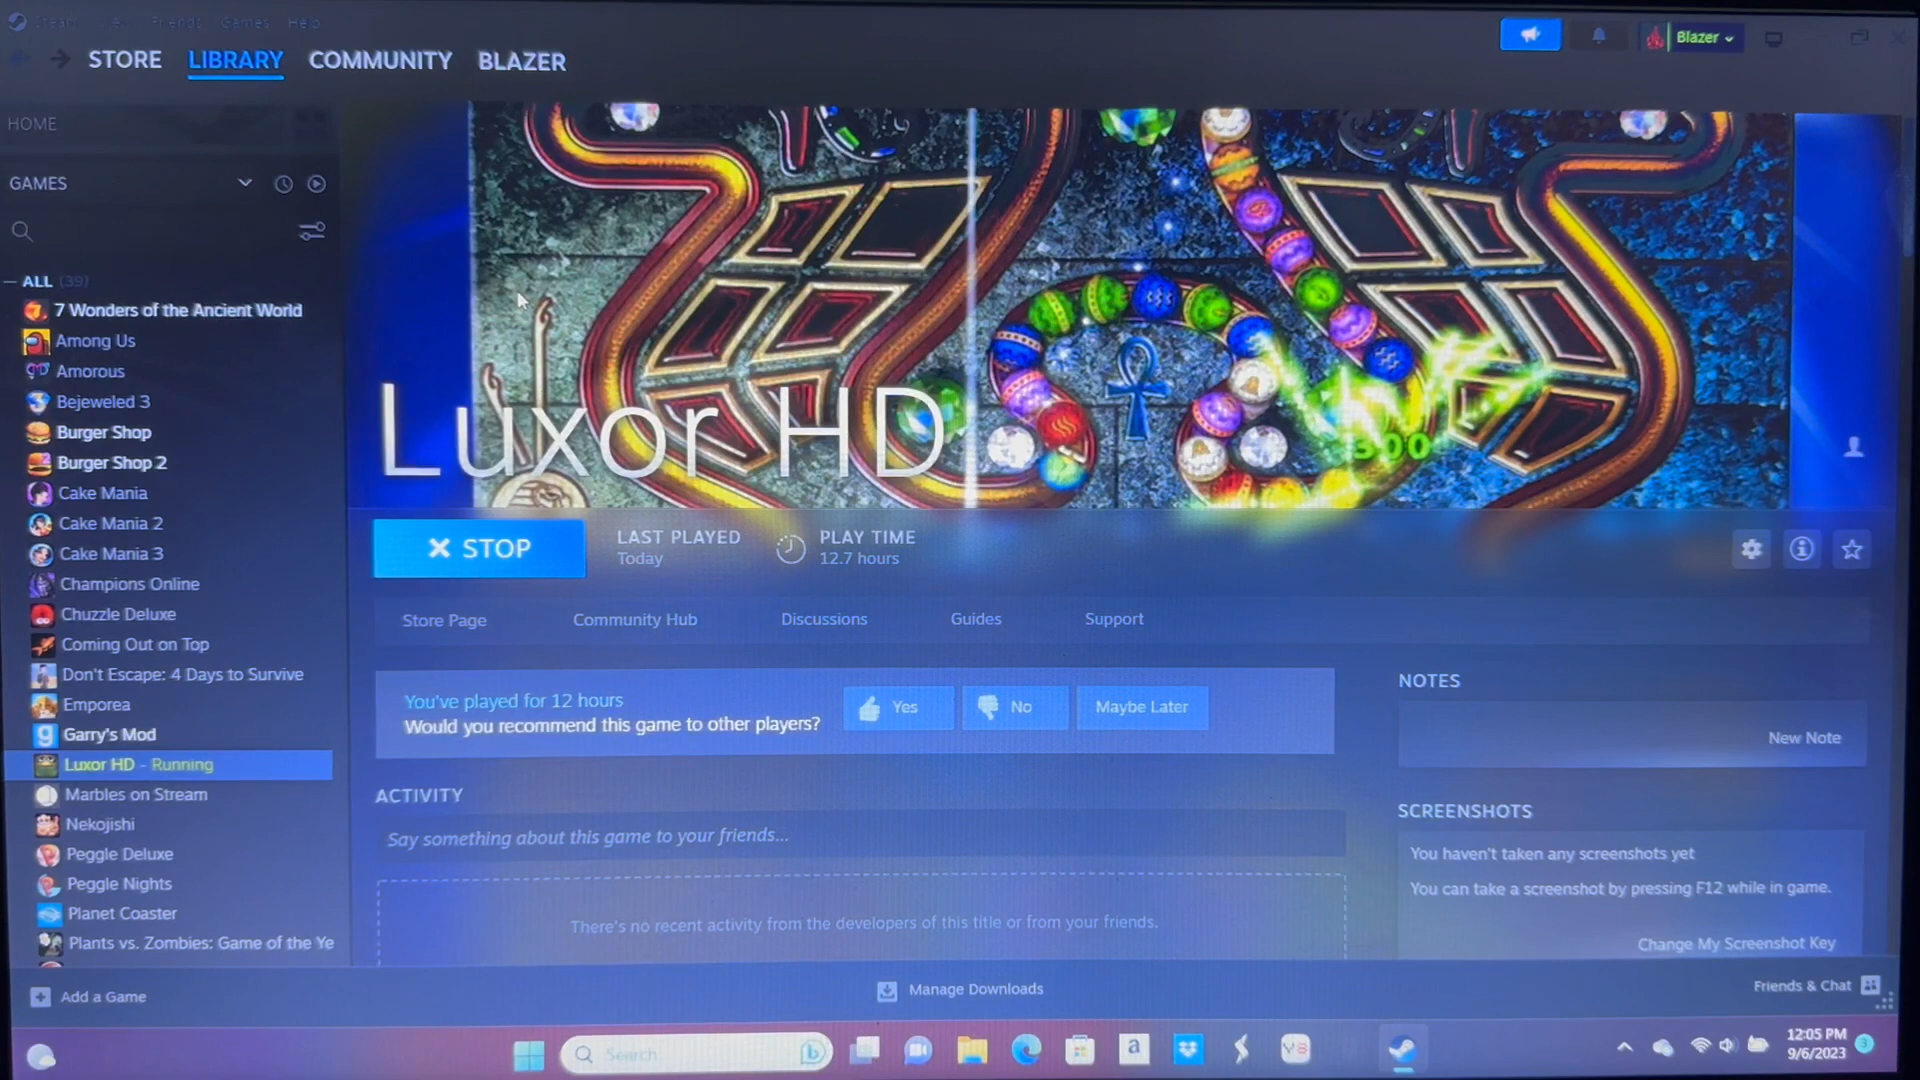 Steam
Friends
Games
Help
STORE
LIBRARY
COMMUNITY
BLAZER
Blazer
HOME
GAMES
ALL (39)
7 Wonders of the Ancient World
Among Us
Amorous
Bejeweled 3
Burger Shop
Burger Shop 2
Cake Mania
Cake Mania 2
Cake Mania 3
Champions Online
Chuzzle Deluxe
Coming Out on Top
Don't Escape: 4 Days to Survive
Emporea
Garry's Mod
Luxor HD - Running
Marbles on Stream
Nekojishi
Peggle Deluxe
Peggle Nights
Planet Coaster
Plants vs. Zombies: Game of the Ye
Add a Game
Luxor HD
300
STOP
LAST PLAYED
Today
PLAY TIME
12.7 hours
Store Page
Community Hub
Discussions
Guides
Support
You've played for 12 hours
Would you recommend this game to other players?
Yes
No
Maybe Later
ACTIVITY
Say something about this game to your friends...
There's no recent activity from the developers of this title or from your friends.
NOTES
New Note
SCREENSHOTS
You haven't taken any screenshots yet
You can take a screenshot by pressing F12 while in game.
Change My Screenshot Key
Manage Downloads
Friends & Chat
Search
a
12:05 PM
9/6/2023
3